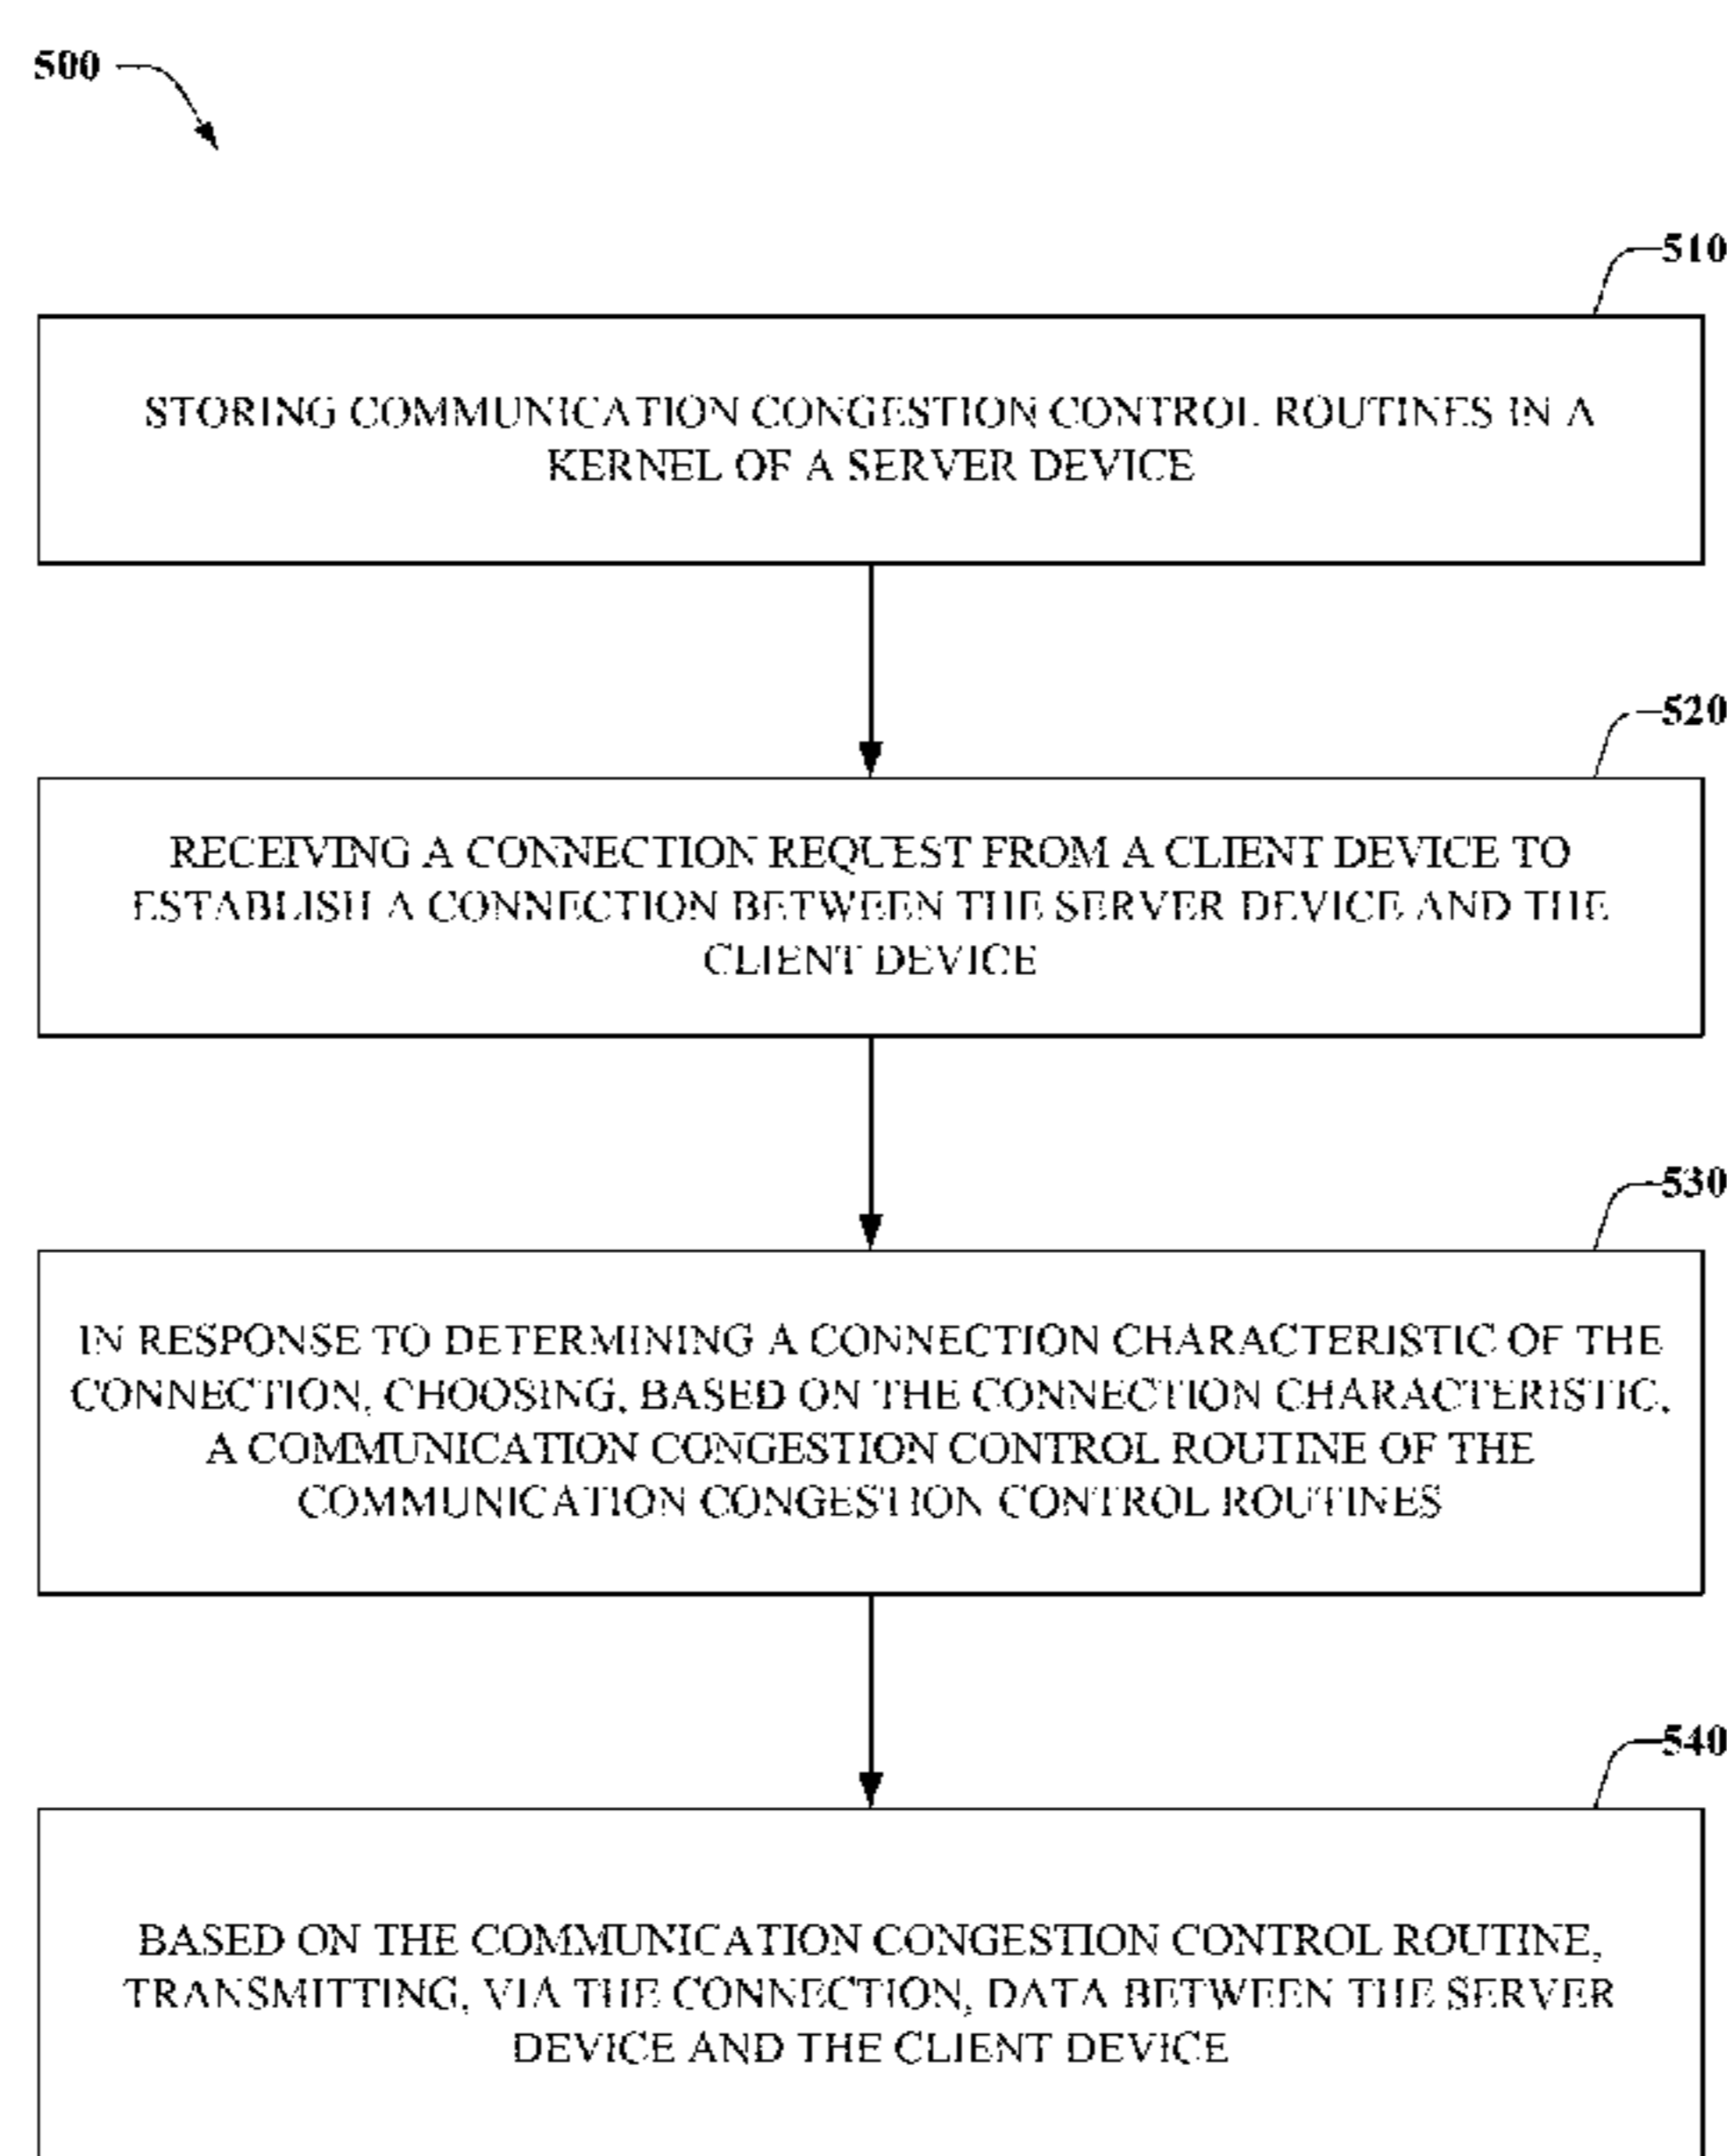 500
510
STORING COMMUNICATION CONGESTION CONTROL ROUTINES IN A
KERNEL OF A SERVER DEVICE
520
RECEIVING A CONNECTION REQUEST FROM A CLIENT DEVICE TO
ESTABLISH A CONNECTION BETWEEN THE SERVER DEVICE AND THE
CLIENT DEVICE
530
IN RESPONSE TO DETERMINING A CONNECTION CHARACTERISTIC OF THE
CONNECTION, CHOOSING, BASED ON THE CONNECTION CHARACTERISTIC,
A COMMUNICATION CONGESTION CONTROL ROUTINE OF THE
COMMUNICATION CONGESTION CONTROL ROUTINES
540
BASED ON THE COMMUNICATION CONGESTION CONTROL ROUTINE,
TRANSMITTING, VIA THE CONNECTION, DATA BETWEEN THE SERVER
DEVICE AND THE CLIENT DEVICE